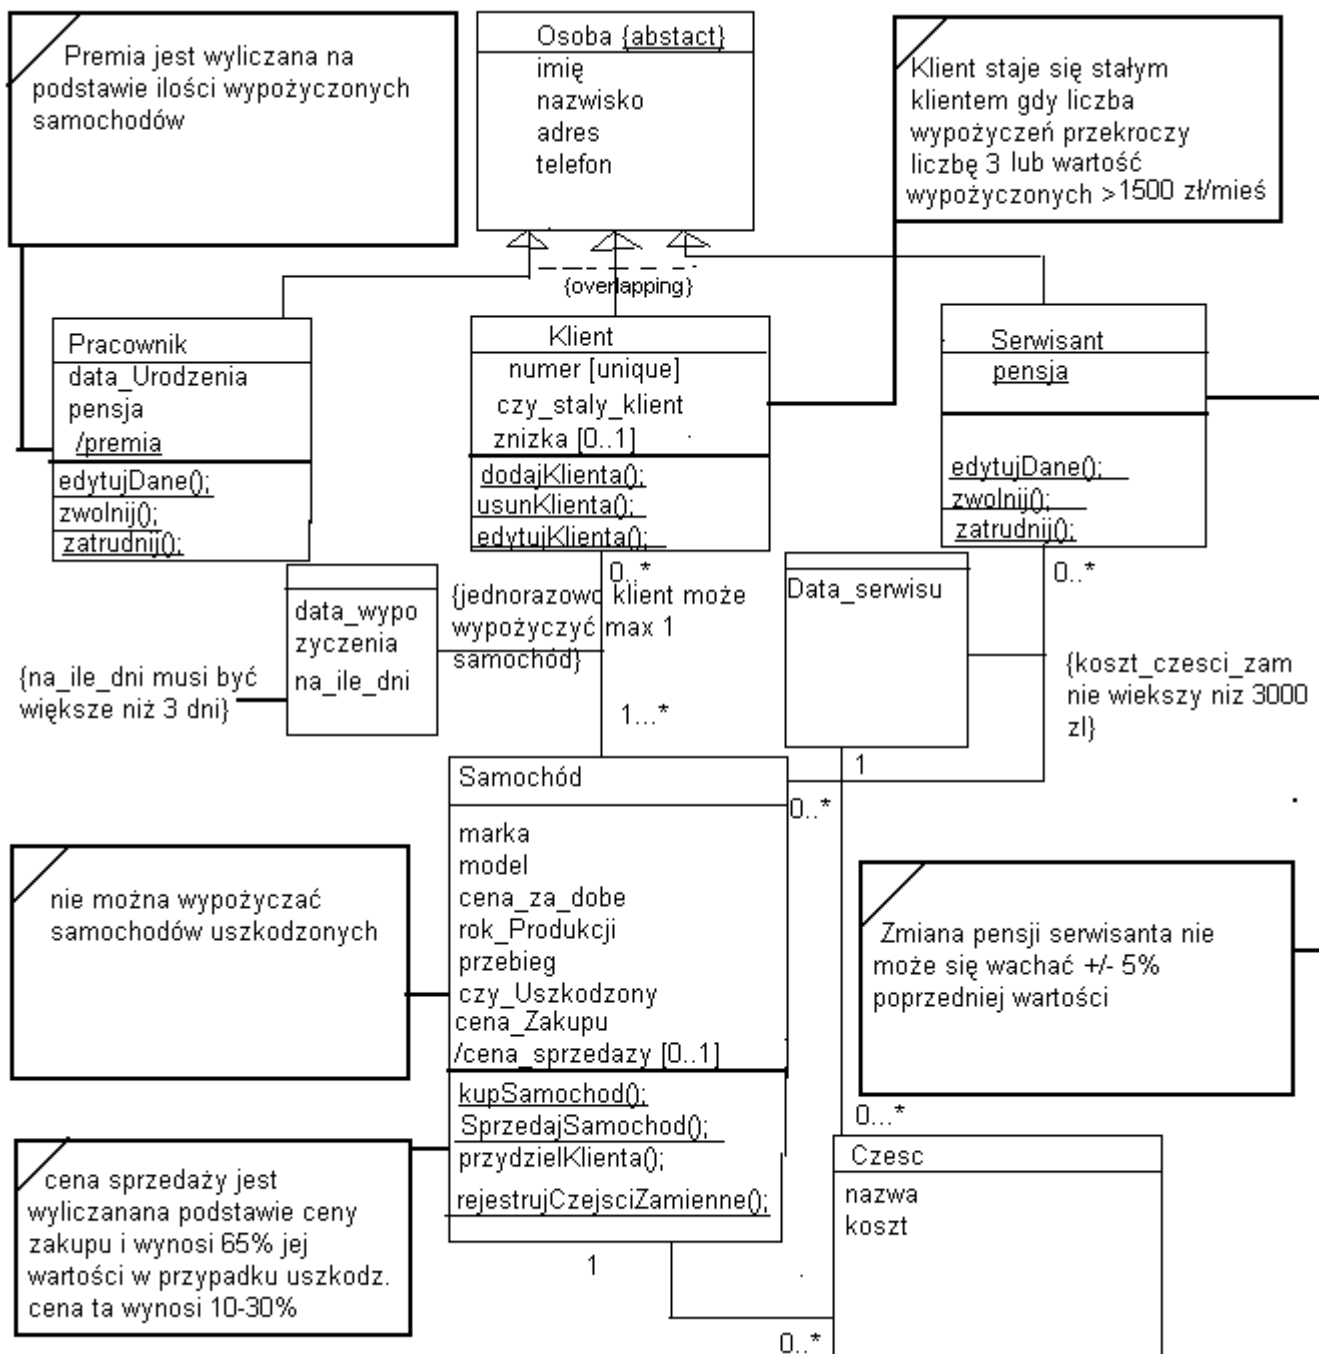 Premia jest wyliczana na
podstawie ilości wypożyczonych
samochodów
Osoba {abstact}
imię
nazwisko
adres
telefon
Klient staje się stałym
klientem gdy liczba
wypożyczeń przekroczy
liczbę 3 lub wartość
wypożyczonych >1500 zł/mieś
{overlapping}
Pracownik
data_Urodzenia
pensja
/premia
edytujDane();
zwolnij();
zatrudnij();
Klient
numer [unique]
czy_staly_klient
znizka [0..1]
dodajKlienta();
usunKlienta();
edytujKlienta();
Serwisant
pensja
edytujDane();
zwolnij();
zatrudnij();
0..*
0..*
data_wypo
zyczenia
na_ile_dni
{jednorazowo klient może
wypożyczyć max 1
samochód}
Data_serwisu
{na_ile_dni musi być
większe niż 3 dni}
{koszt_czesci_zam
nie wiekszy niz 3000
zl}
1...*
1
0..*
Samochód
marka
model
cena_za_dobe
rok_Produkcji
przebieg
czy_Uszkodzony
cena_Zakupu
/cena_sprzedazy [0..1]
kupSamochod();
SprzedajSamochod();
przydzielKlienta();
rejestrujCzejsciZamienne();
nie można wypożyczać
samochodów uszkodzonych
Zmiana pensji serwisanta nie
może się wachać +/- 5%
poprzedniej wartości
0...*
cena sprzedaży jest
wyliczanana podstawie ceny
zakupu i wynosi 65% jej
wartości w przypadku uszkodz.
cena ta wynosi 10-30%
Czesc
nazwa
koszt
1
0..*